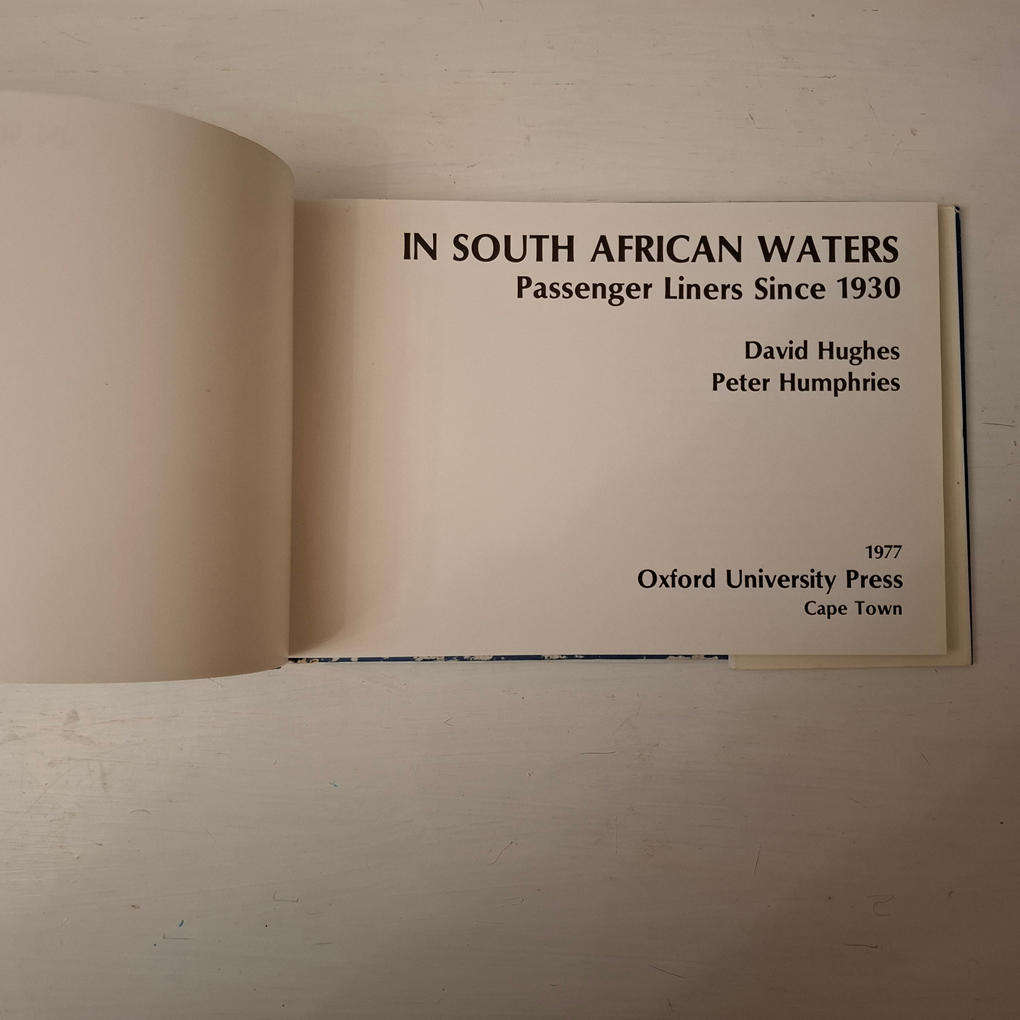 IN SOUTH AFRICAN WATERS
Passenger Liners Since 1930
David Hughes
Peter Humphries
1977
Oxford University Press
Cape Town